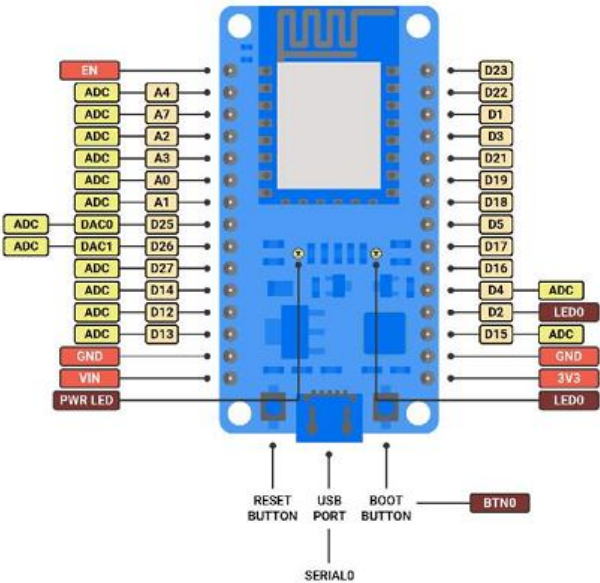 EN D23
ADC A4 D22
ADC A7 D1
ADC A2 D3
ADC A3 D21
ADC A0 D19
ADC A1 D18
ADC DAC0 D25 D5
ADC DAC1 D26 D17
ADC D27 D16
ADC D14 D4 ADC
ADC D12 D2 LED0
ADC D13 D15 ADC
GND GND
VIN 3V3
PWR LED LED0
RESET BUTTON USB PORT BOOT BUTTON BTN0
SERIAL0